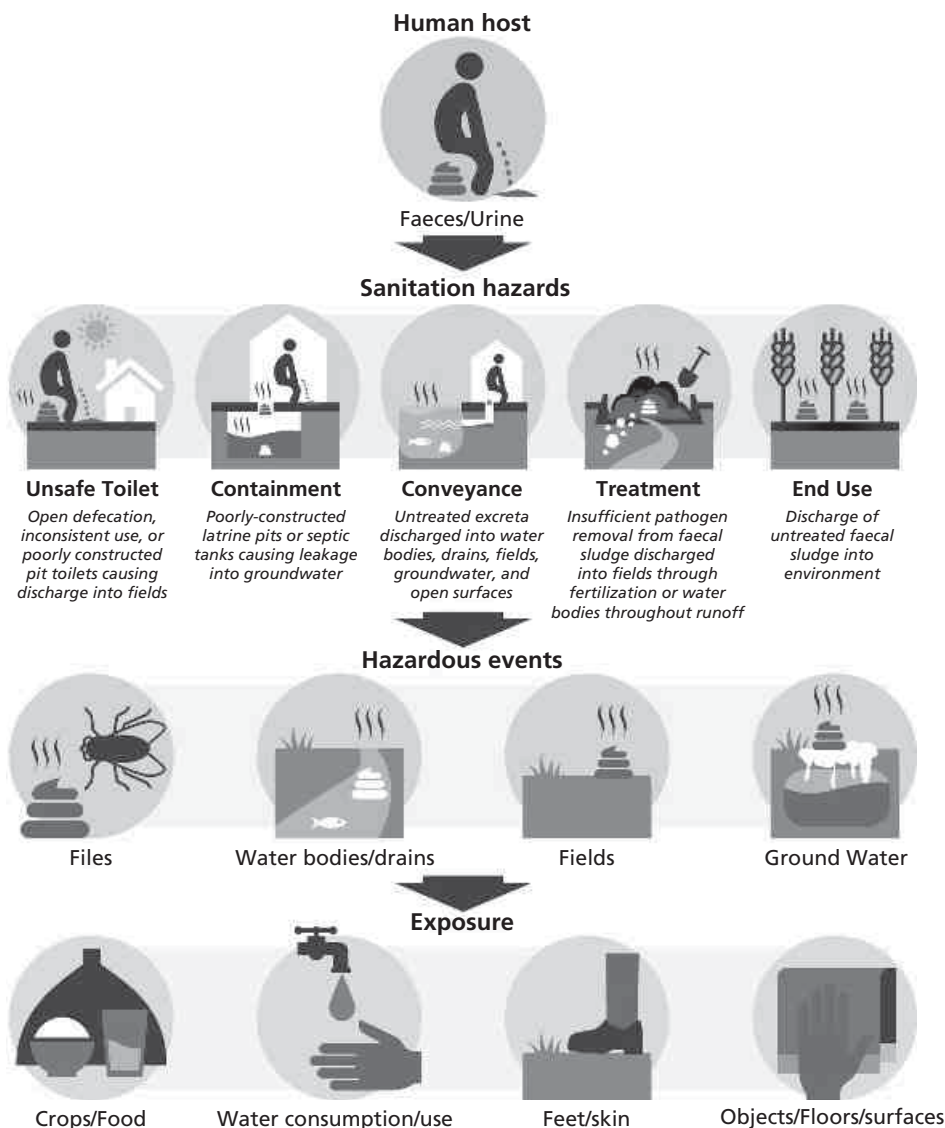 Human host
Faeces/Urine
Sanitation hazards
Unsafe Toilet
Open defecation,
inconsistent use, or
poorly constructed
pit toilets causing
discharge into fields
Containment
Poorly-constructed
latrine pits or septic
tanks causing leakage
into groundwater
Conveyance
Untreated excreta
discharged into water
bodies, drains, fields,
groundwater, and
open surfaces
Treatment
Insufficient pathogen
removal from faecal
sludge discharged
into fields through
fertilization or water
bodies throughout runoff
End Use
Discharge of
untreated faecal
sludge into
environment
Hazardous events
Files
Water bodies/drains
Fields
Ground Water
Exposure
Crops/Food
Water consumption/use
Feet/skin
Objects/Floors/surfaces